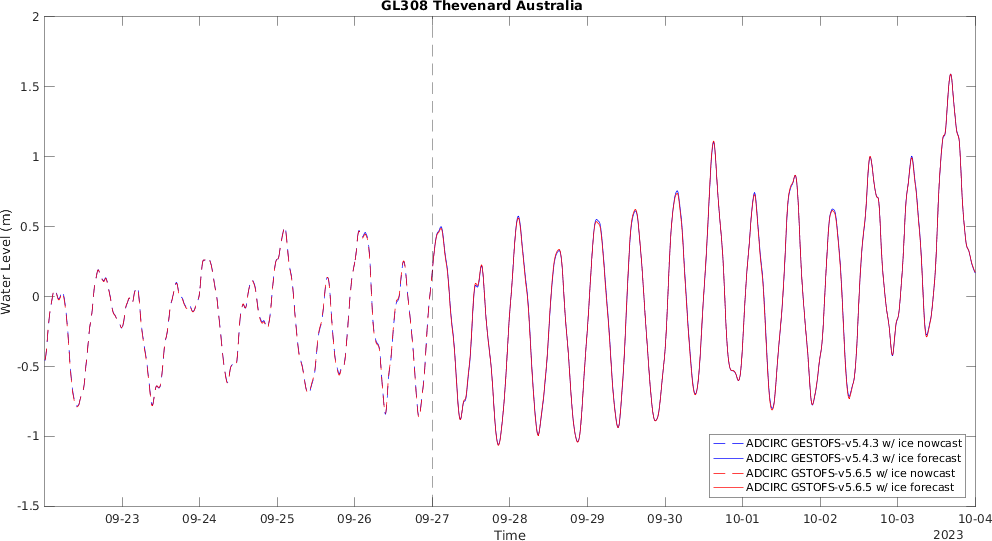 GL308 Thevenard Australia
2
1.5
1
0.5
0
-0.5
-1
-1.5
Water Level (m)
09-23 09-24 09-25 09-26 09-27 09-28 09-29 09-30 10-01 10-02 10-03 10-04
Time
2023
ADCIRC GESTOFS-v5.4.3 w/ ice nowcast
ADCIRC GESTOFS-v5.4.3 w/ ice forecast
ADCIRC GSTOFS-v5.6.5 w/ ice nowcast
ADCIRC GSTOFS-v5.6.5 w/ ice forecast